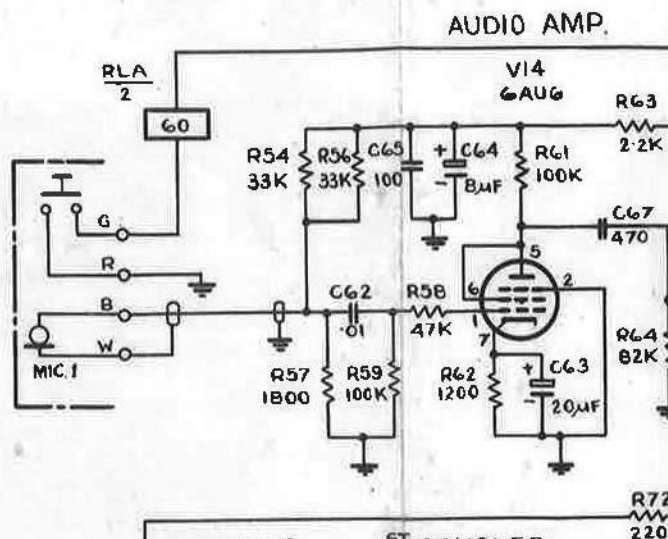 AUDIO AMP.
RLA
2
V14
6AU6
60
R63
2.2K
R54
33K
R56
33K
C65
100
+
C64
-
8µF
R61
100K
G
C67
470
5
R
6
2
B
C62
.01
R58
47K
1
7
W
MIC.1
R64
82K
R57
1800
R59
100K
R62
1200
+
C63
-
20µF
R72
220